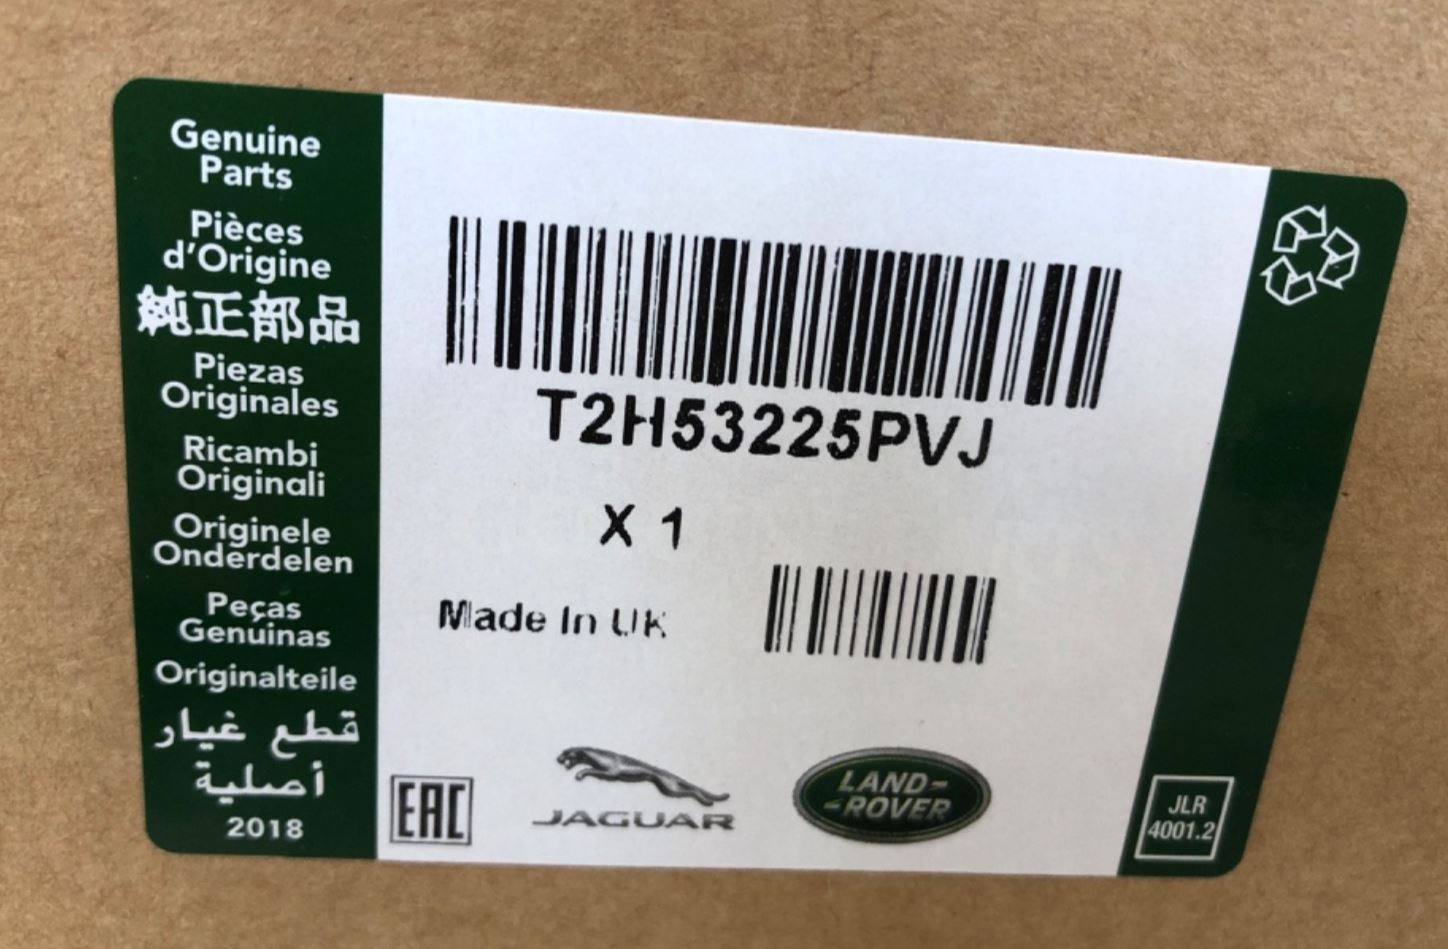 Genuine
Parts
Pièces
d'Origine
純正部品
Piezas
Originales
Ricambi
Originali
Originele
Onderdelen
Peças
Genuinas
Originalteile
قطع غيار
أصلية
2018
T2H53225PVJ
X 1
Made In UK
EAC
JAGUAR
LAND-
-ROVER
JLR
4001.2